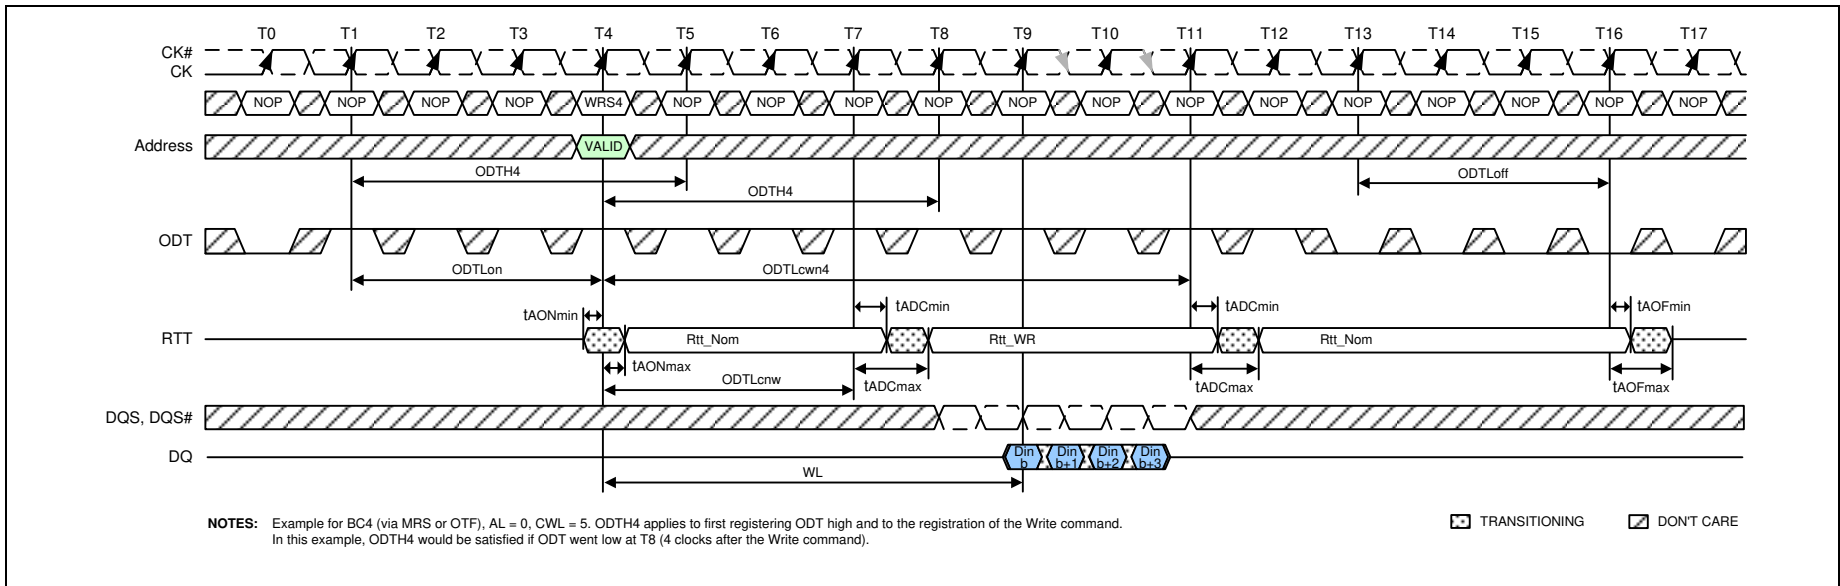 T0 T1 T2 T3 T4 T5 T6 T7 T8 T9 T10 T11 T12 T13 T14 T15 T16 T17
CK#
CK
NOP NOP NOP NOP WRS4 NOP NOP NOP NOP NOP NOP NOP NOP NOP NOP NOP NOP NOP
Address VALID
ODTH4 ODTLoff
ODTH4
ODT
ODTLon ODTLcwn4
tAONmin tADCmin tADCmin tAOFmin
RTT Rtt_Nom Rtt_WR Rtt_Nom
tAONmax
ODTLcnw tADCmax tADCmax tAOFmax
DQS, DQS#
DQ Din b Din b+1 Din b+2 Din b+3
WL
NOTES: Example for BC4 (via MRS or OTF), AL = 0, CWL = 5. ODTH4 applies to first registering ODT high and to the registration of the Write command.
In this example, ODTH4 would be satisfied if ODT went low at T8 (4 clocks after the Write command).
TRANSITIONING DON'T CARE